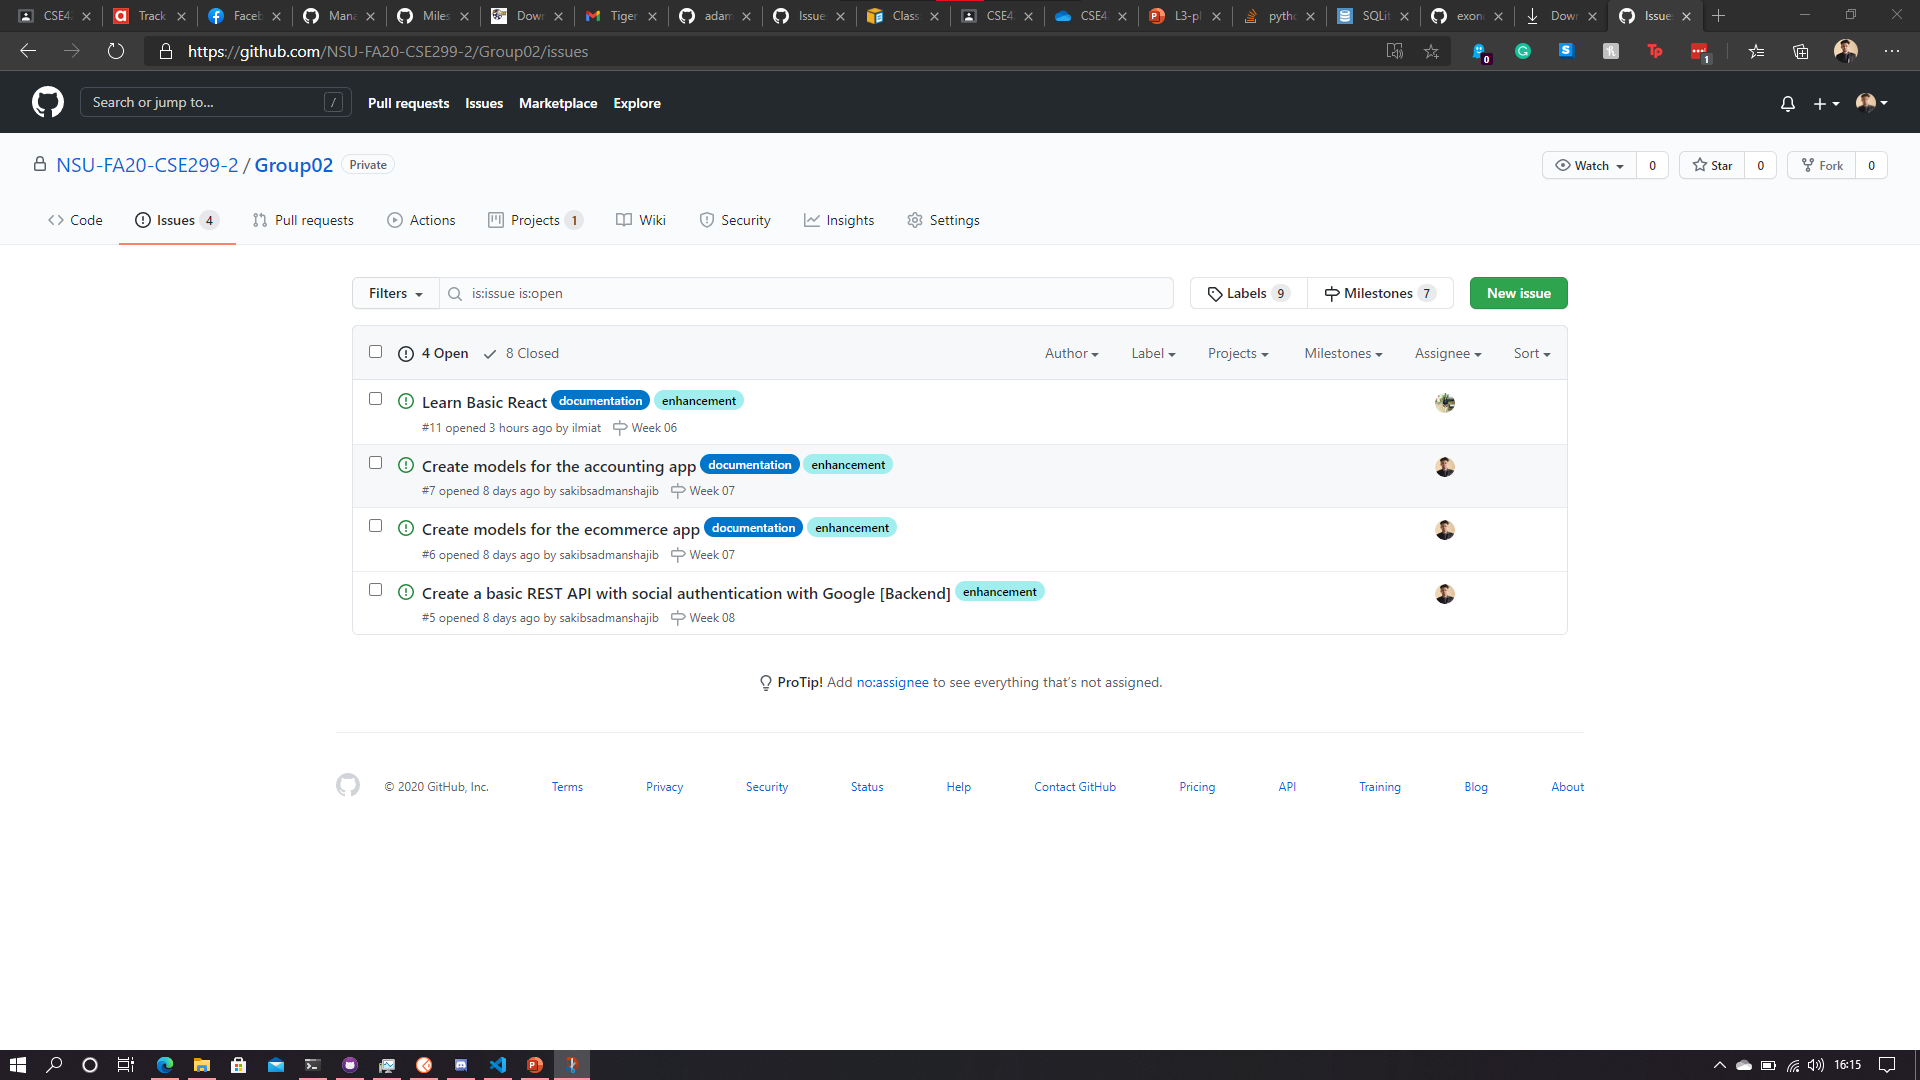 CSE4
Track
Faceb
Mana
Miles
Dow
Tiger
adam
Issue
Class
CSE4
CSE4
L3-pl
pytho
SQLit
exon
Dow
Issue
https://github.com/NSU-FA20-CSE299-2/Group02/issues
0
1
Search or jump to...
/
Pull requests
Issues
Marketplace
Explore
NSU-FA20-CSE299-2 / Group02
Private
Watch 0
Star 0
Fork 0
Code
Issues 4
Pull requests
Actions
Projects 1
Wiki
Security
Insights
Settings
Filters
is:issue is:open
Labels 9
Milestones 7
New issue
4 Open
8 Closed
Author
Label
Projects
Milestones
Assignee
Sort
Learn Basic React documentation enhancement
#11 opened 3 hours ago by ilmiat Week 06
Create models for the accounting app documentation enhancement
#7 opened 8 days ago by sakibsadmanshajib Week 07
Create models for the ecommerce app documentation enhancement
#6 opened 8 days ago by sakibsadmanshajib Week 07
Create a basic REST API with social authentication with Google [Backend] enhancement
#5 opened 8 days ago by sakibsadmanshajib Week 08
ProTip! Add no:assignee to see everything that's not assigned.
© 2020 GitHub, Inc.
Terms
Privacy
Security
Status
Help
Contact GitHub
Pricing
API
Training
Blog
About
16:15